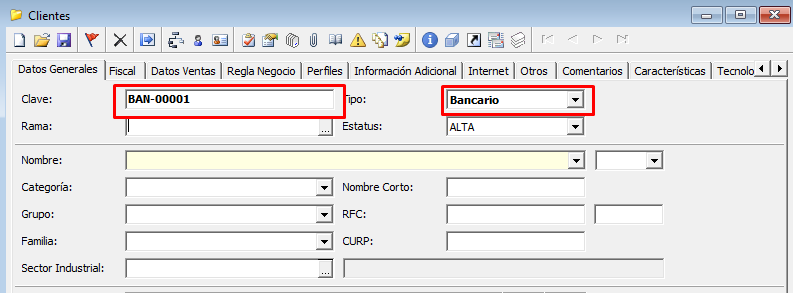 Clientes
Datos Generales Fiscal Datos Ventas Regla Negocio Perfiles Información Adicional Internet Otros Comentarios Características Tecnolo
Clave: BAN-00001 Tipo: Bancario
Rama: ... Estatus: ALTA
Nombre:
Categoría: Nombre Corto:
Grupo: RFC:
Familia: CURP:
Sector Industrial: ...